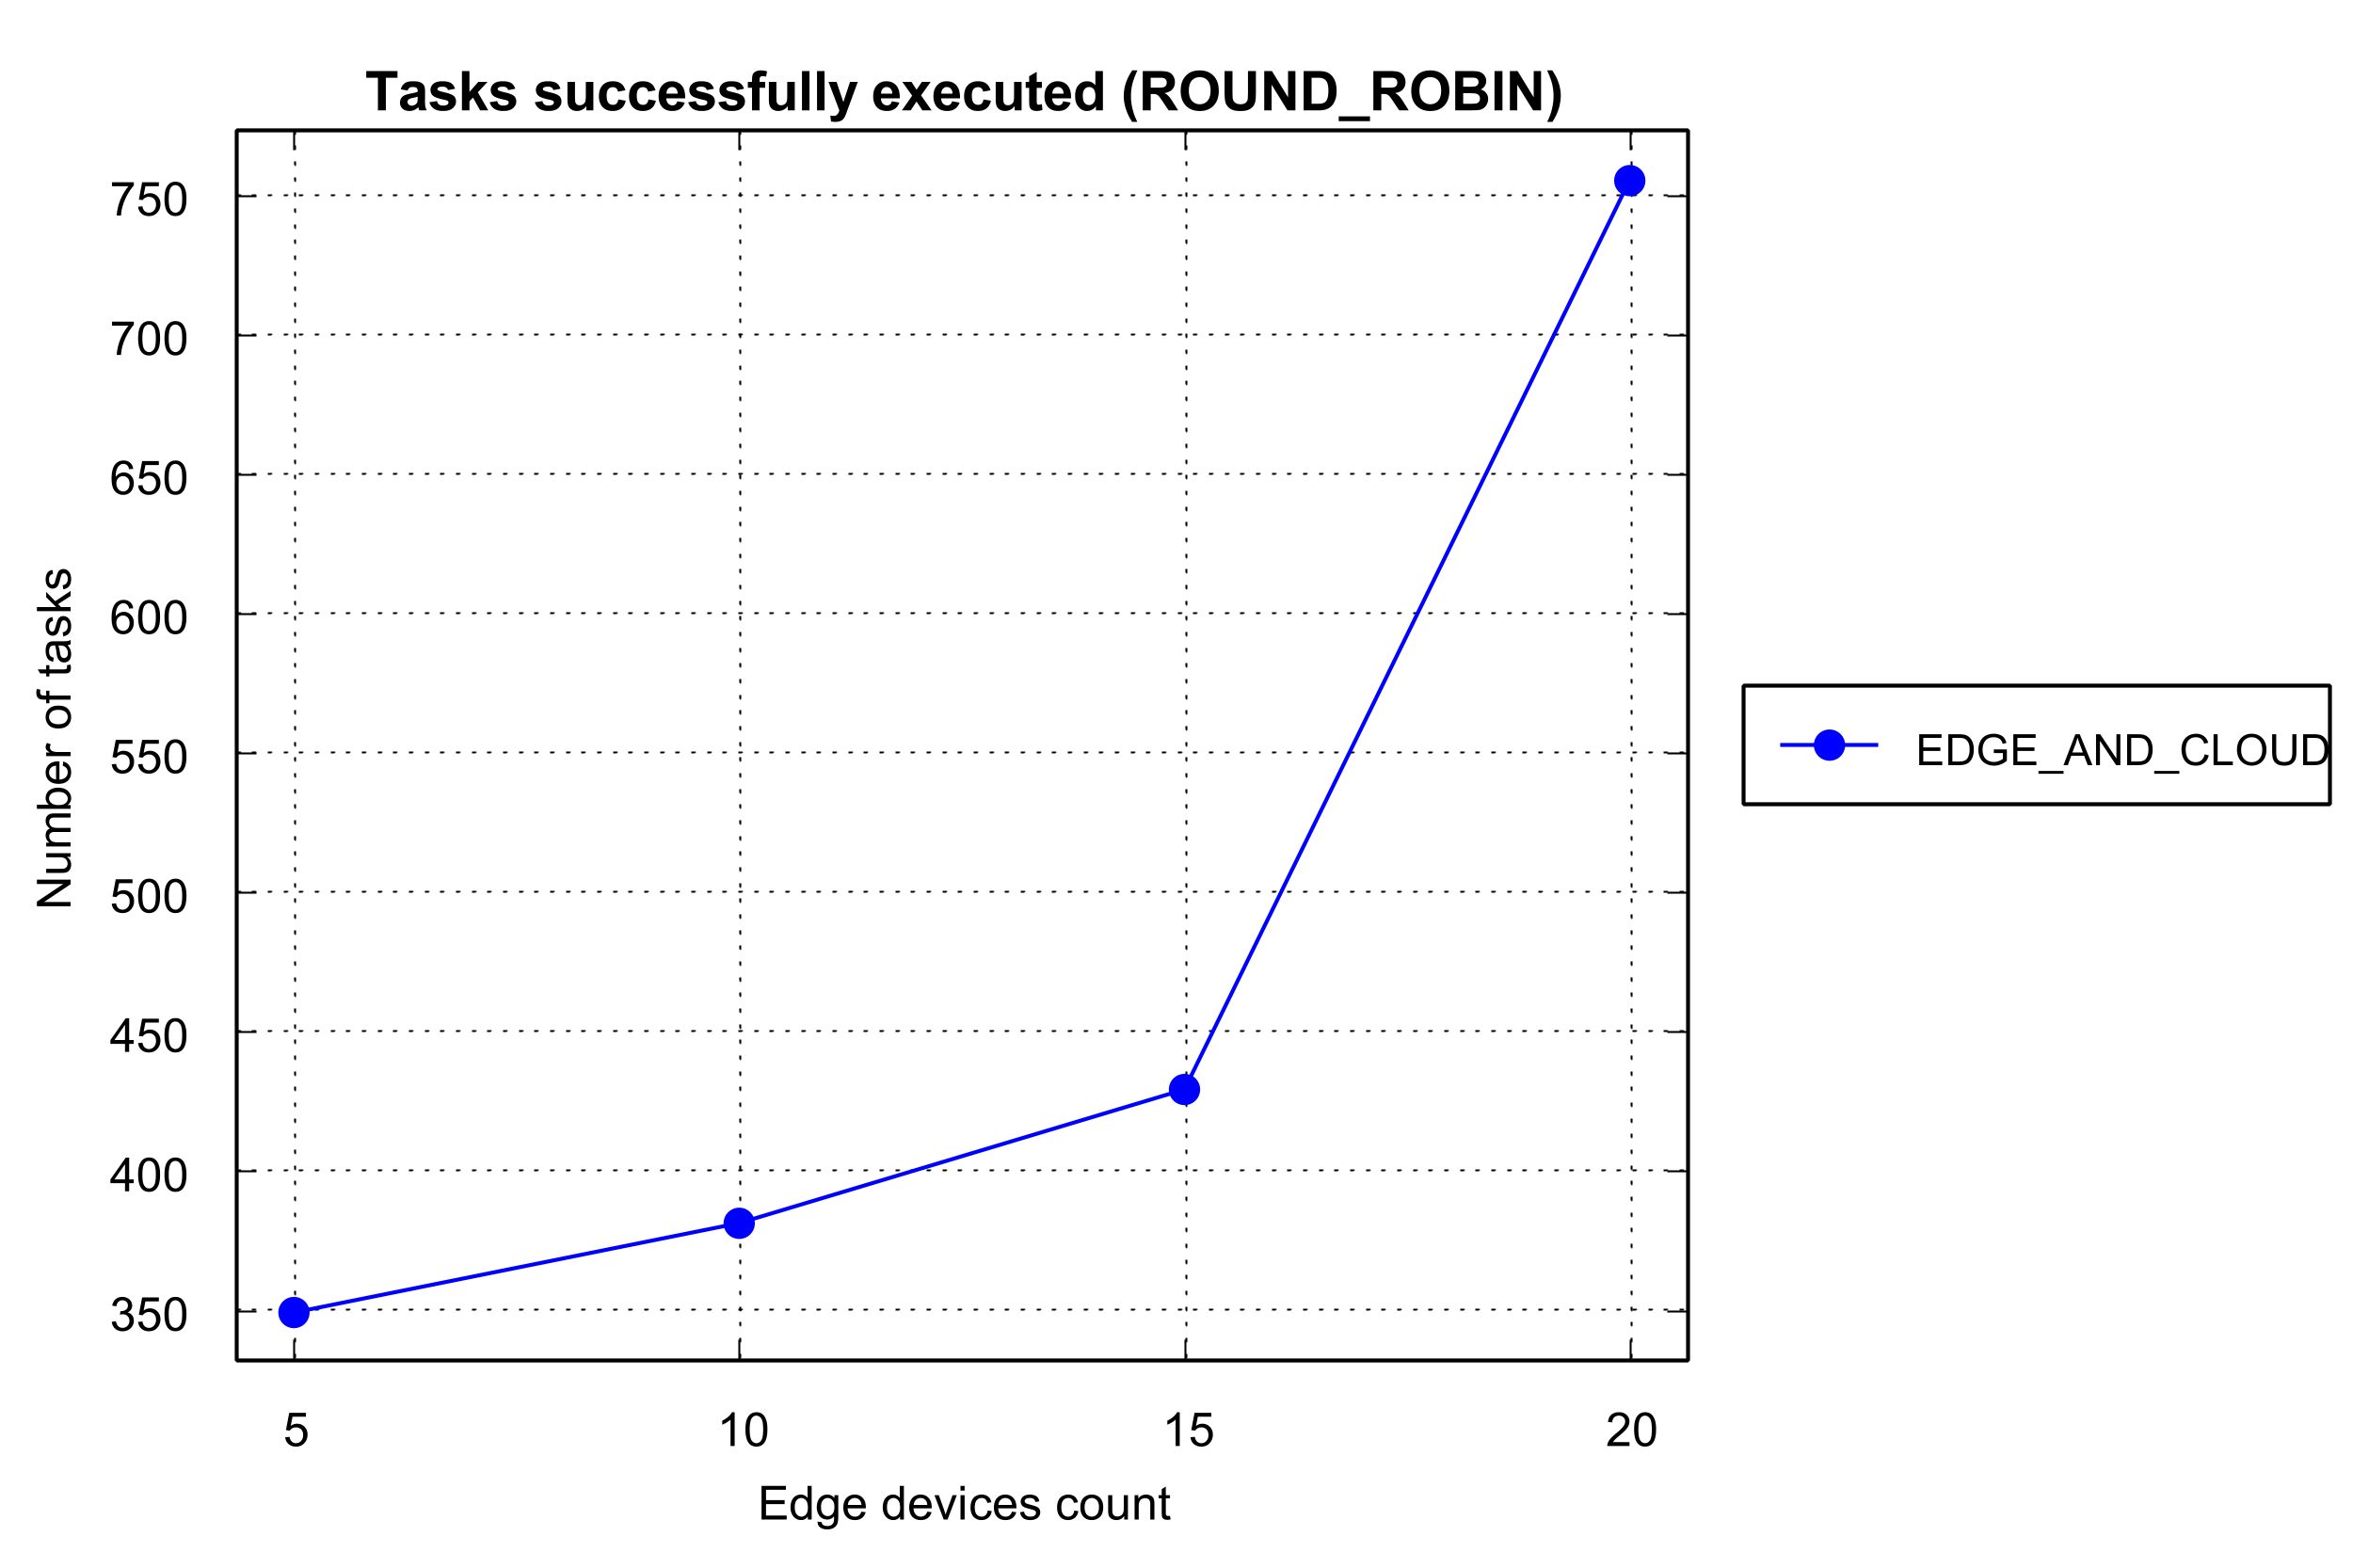 Tasks successfully executed (ROUND_ROBIN)
750
700
650
600
550
500
450
400
350
Number of tasks
5 10 15 20
Edge devices count
EDGE_AND_CLOUD